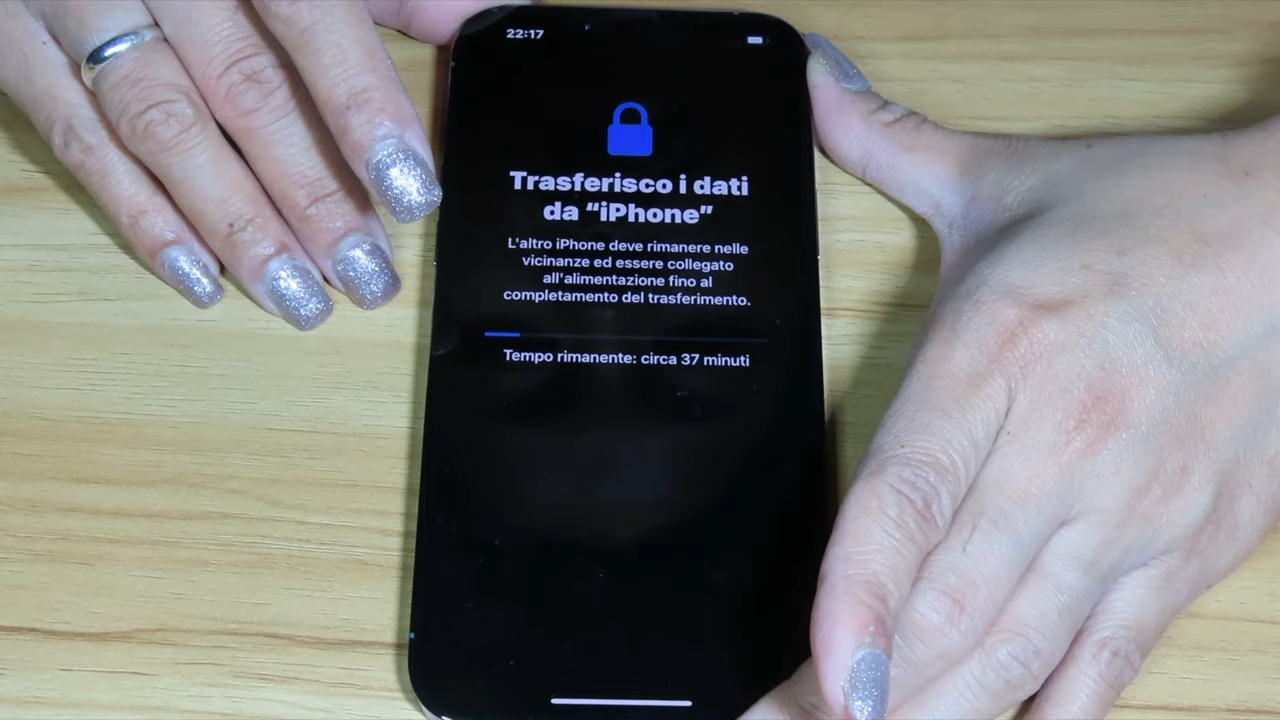 22:17
Trasferisco i dati
da “iPhone”
L'altro iPhone deve rimanere nelle
vicinanze ed essere collegato
all'alimentazione fino al
completamento del trasferimento.
Tempo rimanente: circa 37 minuti